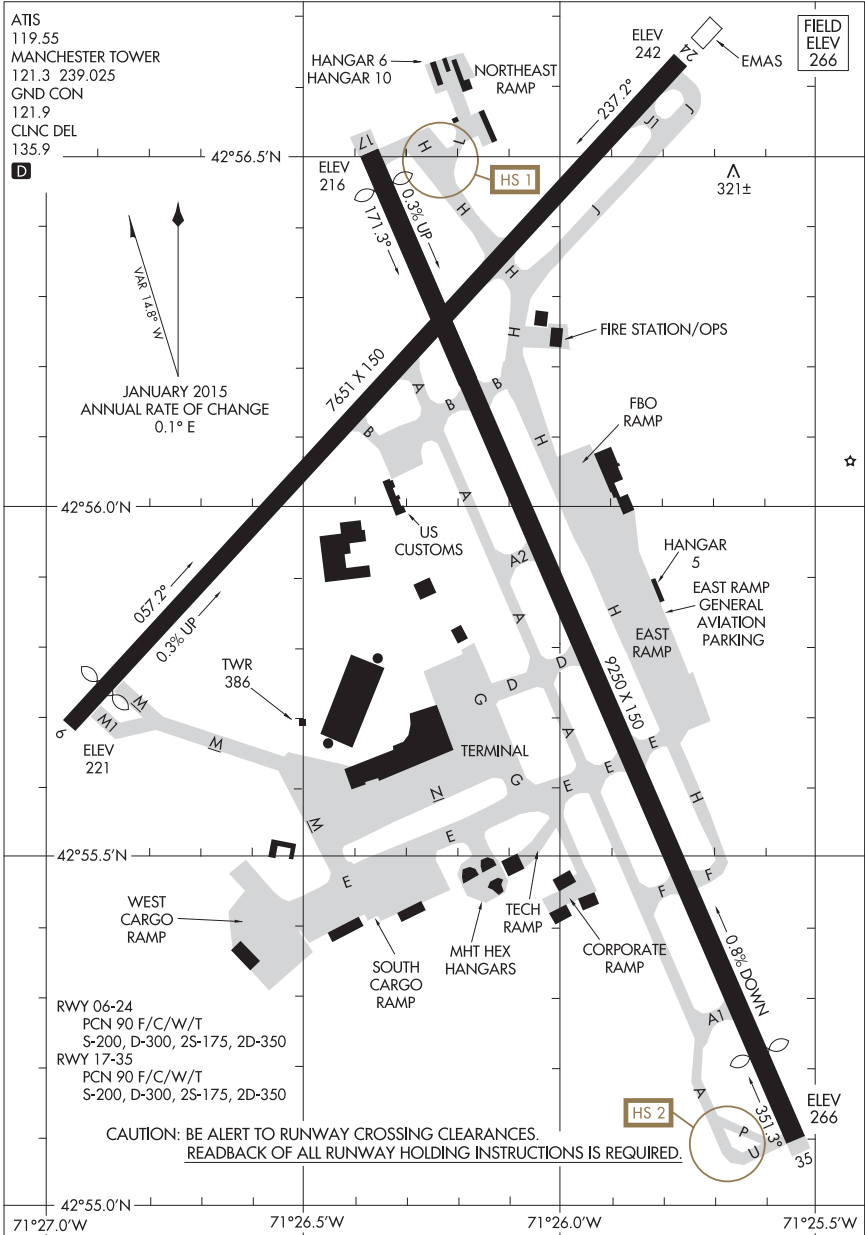 ATIS
119.55
MANCHESTER TOWER
121.3 239.025
GND CON
121.9
CLNC DEL
135.9
D
FIELD
ELEV
266
HANGAR 6
HANGAR 10
NORTHEAST
RAMP
ELEV
242
24
EMAS
237.2°
J1
J
17
H
L
HS 1
42°56.5'N
ELEV
216
0.3% UP
171.3°
321±
H
J
VAR 14.8° W
H
H
FIRE STATION/OPS
JANUARY 2015
ANNUAL RATE OF CHANGE
0.1° E
7651 X 150
A
B
B
B
H
FBO
RAMP
42°56.0'N
A
US
CUSTOMS
A2
HANGAR
5
057.2°
0.3% UP
A
H
EAST RAMP
GENERAL
AVIATION
PARKING
EAST
RAMP
TWR
386
G
D
D
9250 X 150
M
M1
6
ELEV
221
M
TERMINAL
A
E
N
G
E
E
M
E
H
42°55.5'N
E
F
F
WEST
CARGO
RAMP
SOUTH
CARGO
RAMP
MHT HEX
HANGARS
TECH
RAMP
CORPORATE
RAMP
0.8% DOWN
RWY 06-24
PCN 90 F/C/W/T
S-200, D-300, 2S-175, 2D-350
RWY 17-35
PCN 90 F/C/W/T
S-200, D-300, 2S-175, 2D-350
A1
A
HS 2
P
U
351.3°
ELEV
266
35
CAUTION: BE ALERT TO RUNWAY CROSSING CLEARANCES.
READBACK OF ALL RUNWAY HOLDING INSTRUCTIONS IS REQUIRED.
42°55.0'N
71°27.0'W
71°26.5'W
71°26.0'W
71°25.5'W